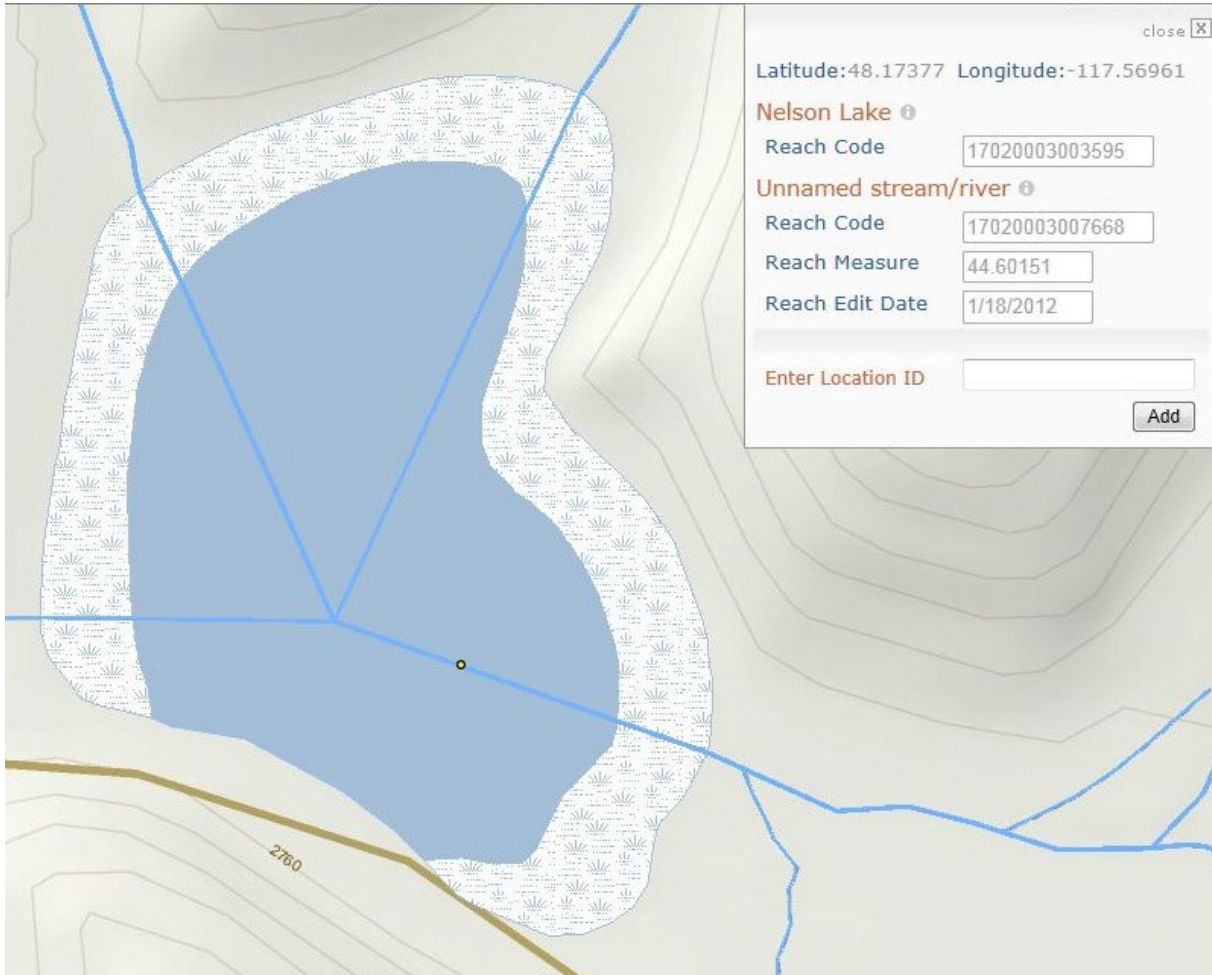 close X
Latitude:48.17377 Longitude:-117.56961
Nelson Lake
Reach Code 17020003003595
Unnamed stream/river
Reach Code 17020003007668
Reach Measure 44.60151
Reach Edit Date 1/18/2012
Enter Location ID
Add
2760